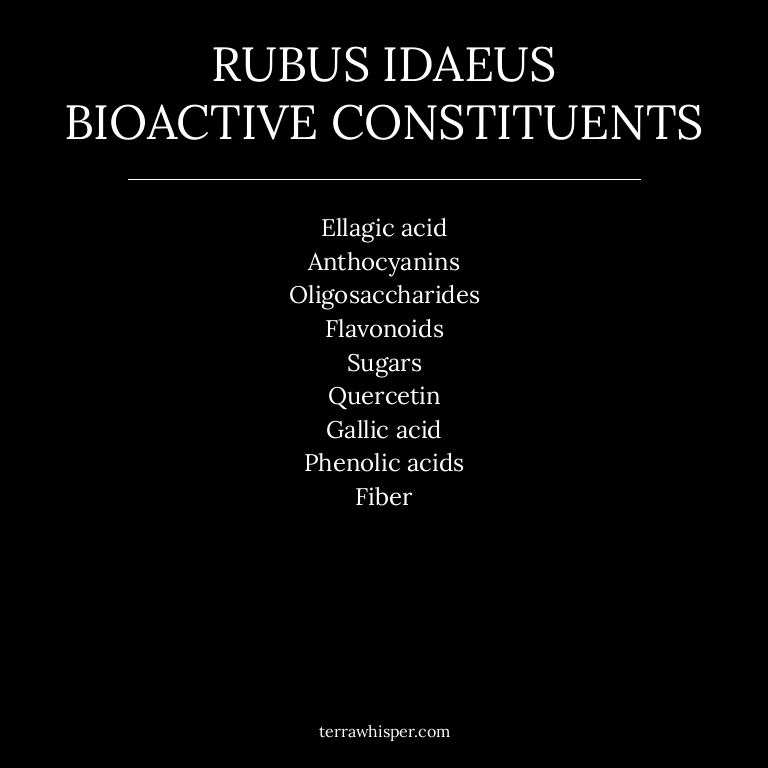 RUBUS IDAEUS
BIOACTIVE CONSTITUENTS
Ellagic acid
Anthocyanins
Oligosaccharides
Flavonoids
Sugars
Quercetin
Gallic acid
Phenolic acids
Fiber
terrawhisper.com